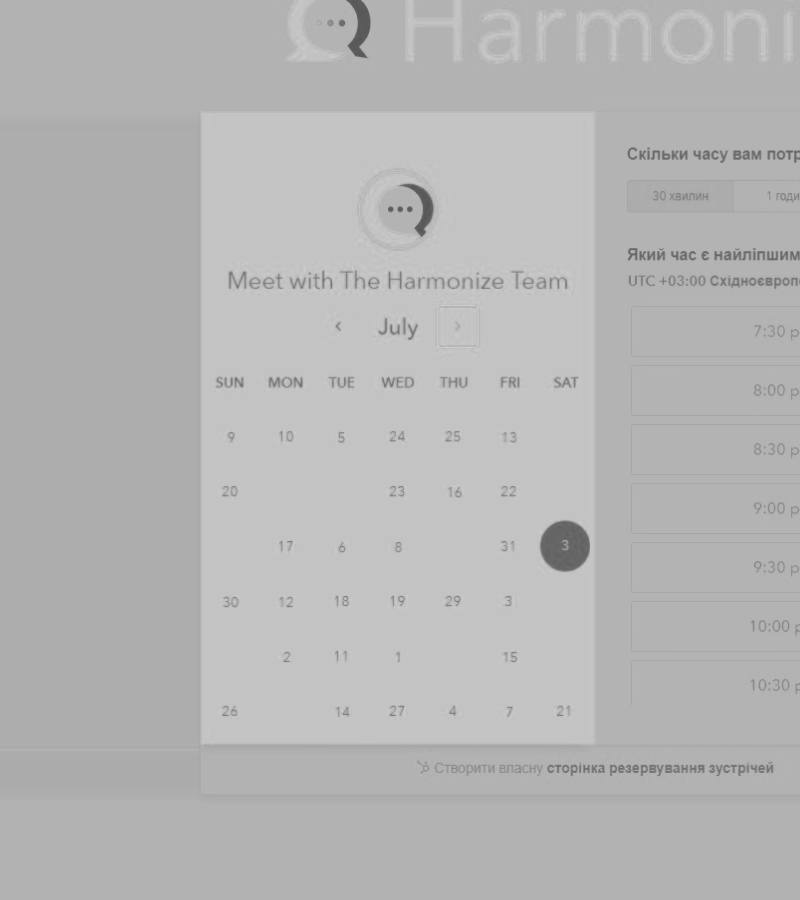 Harmoni
Meet with The Harmonize Team
July
SUN MON TUE WED THU FRI SAT
9 10 5 24 25 13
20 23 16 22
17 6 8 31 3
30 12 18 19 29 3
2 11 1 15
26 14 27 4 7 21
Скільки часу вам потр
30 хвилин 1 годи
Який час є найліпшим
UTC +03:00 Східноєвроп
7:30 p
8:00 p
8:30 p
9:00 p
9:30 p
10:00 p
10:30 p
Створити власну сторінка резервування зустрічей